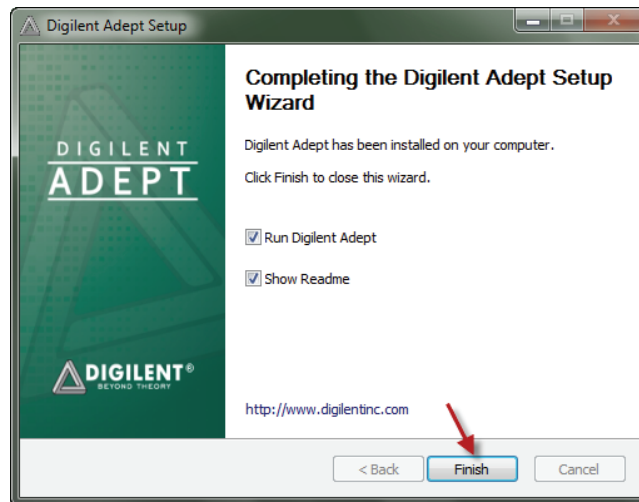 Digilent Adept Setup
Completing the Digilent Adept Setup
Wizard
DIGILENT
ADEPT
Digilent Adept has been installed on your computer.
Click Finish to close this wizard.
Run Digilent Adept
Show Readme
DIGILENT®
BEYOND THEORY
http://www.digilentinc.com
< Back
Finish
Cancel